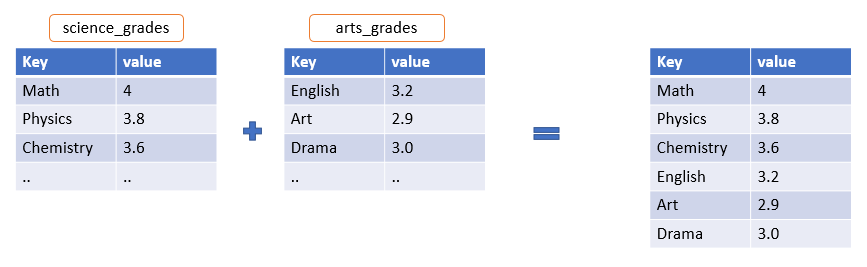 science_grades arts_grades
Key value Key value Key value
Math 4 English 3.2 Math 4
Physics 3.8 Art 2.9 Physics 3.8
Chemistry 3.6 Drama 3.0 Chemistry 3.6
.. .. .. .. English 3.2
Art 2.9
Drama 3.0